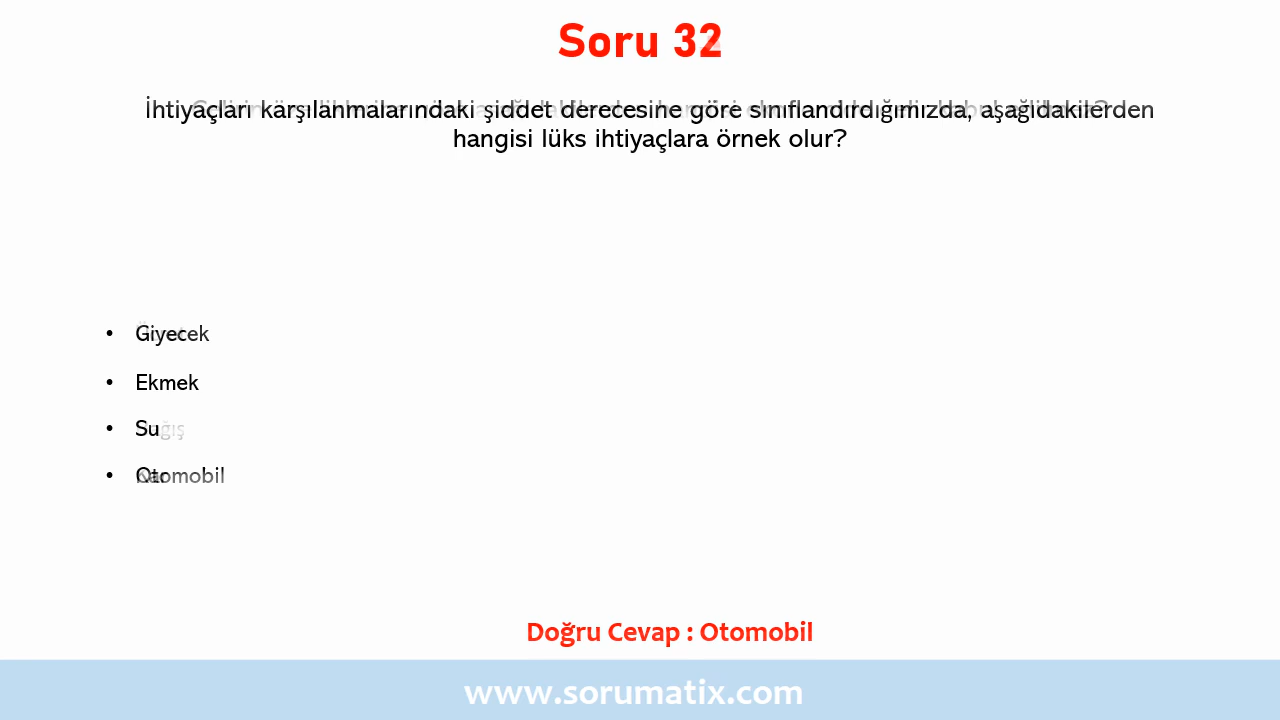 Soru 32
İhtiyaçları karşılanmalarındaki şiddet derecesine göre sınıflandırdığımızda, aşağıdakilerden
hangisi lüks ihtiyaçlara örnek olur?
• Giyecek
• Ekmek
• Su
• Otomobil
Doğru Cevap : Otomobil
www.sorumatix.com